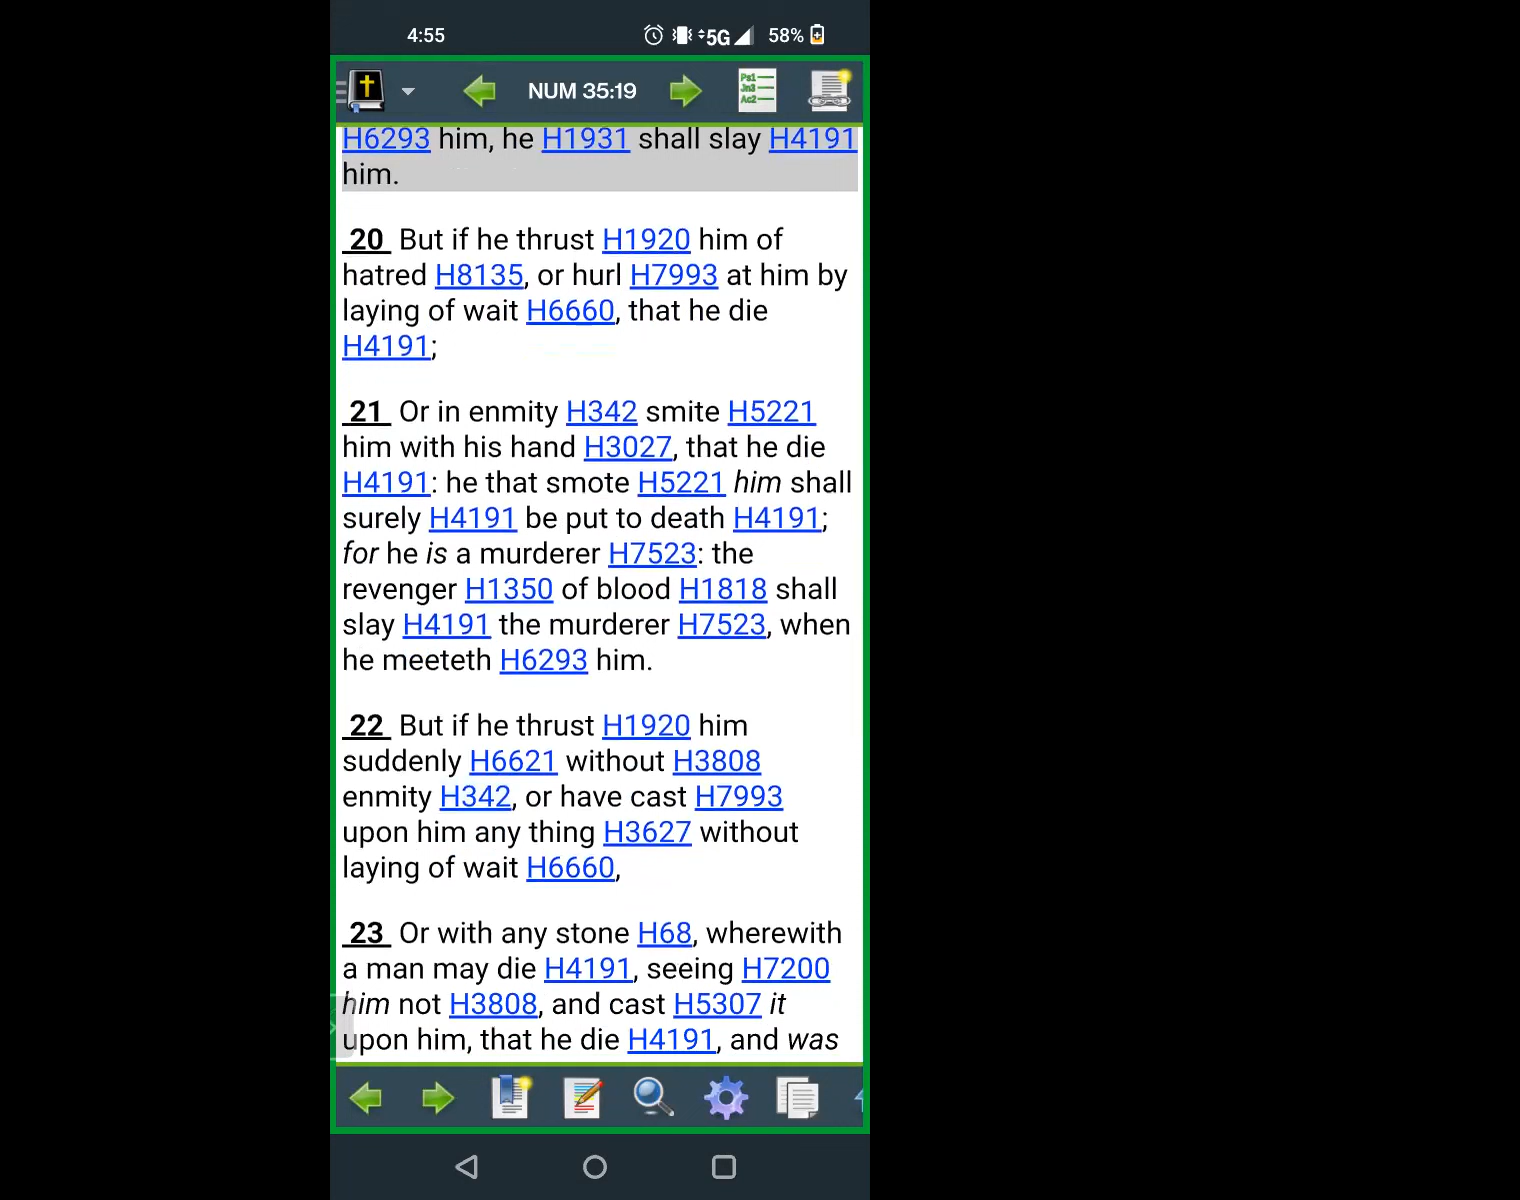 4:55 5G 58%
NUM 35:19
Ps1
Jn3
Ac2
H6293 him, he H1931 shall slay H4191
him.
20 But if he thrust H1920 him of
hatred H8135, or hurl H7993 at him by
laying of wait H6660, that he die
H4191;
21 Or in enmity H342 smite H5221
him with his hand H3027, that he die
H4191: he that smote H5221 him shall
surely H4191 be put to death H4191;
for he is a murderer H7523: the
revenger H1350 of blood H1818 shall
slay H4191 the murderer H7523, when
he meeteth H6293 him.
22 But if he thrust H1920 him
suddenly H6621 without H3808
enmity H342, or have cast H7993
upon him any thing H3627 without
laying of wait H6660,
23 Or with any stone H68, wherewith
a man may die H4191, seeing H7200
him not H3808, and cast H5307 it
upon him, that he die H4191, and was